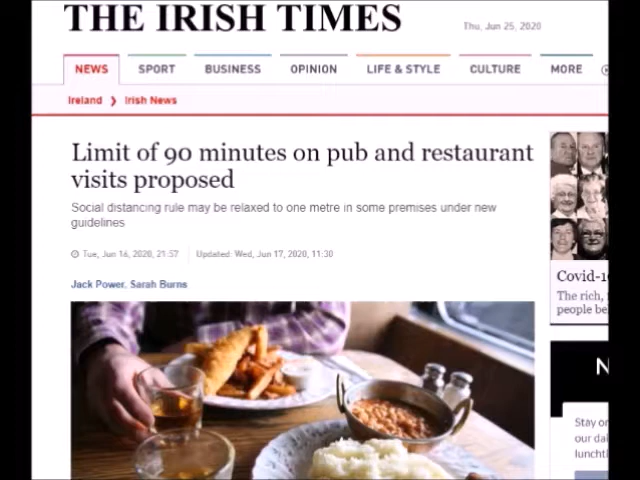 THE IRISH TIMES
Thu, Jun 25, 2020
NEWS SPORT BUSINESS OPINION LIFE & STYLE CULTURE MORE
Ireland ❯ Irish News
Limit of 90 minutes on pub and restaurant
visits proposed
Social distancing rule may be relaxed to one metre in some premises under new
guidelines
Tue, Jun 16, 2020, 21:57 Updated: Wed, Jun 17, 2020, 11:30
Jack Power, Sarah Burns
Covid-1
The rich,
people be
N
Stay
our dai
luncht